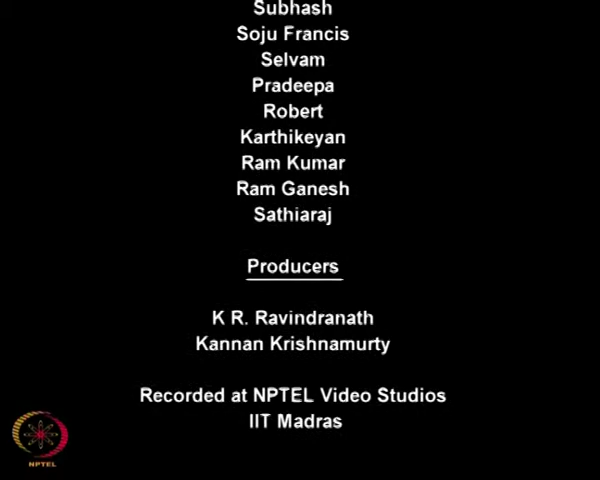 Subhash
Soju Francis
Selvam
Pradeepa
Robert
Karthikeyan
Ram Kumar
Ram Ganesh
Sathiaraj
Producers
K R. Ravindranath
Kannan Krishnamurty
Recorded at NPTEL Video Studios
IIT Madras
NPTEL